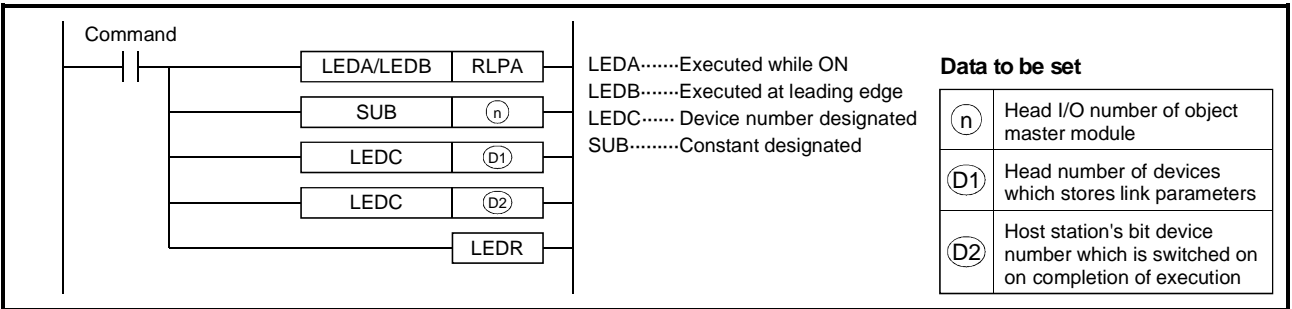 Command
LEDA/LEDB RLPA
SUB n
LEDC D1
LEDC D2
LEDR
LEDA·······Executed while ON
LEDB·······Executed at leading edge
LEDC······ Device number designated
SUB·········Constant designated
Data to be set
n Head I/O number of object
master module
D1 Head number of devices
which stores link parameters
D2 Host station's bit device
number which is switched on
on completion of execution